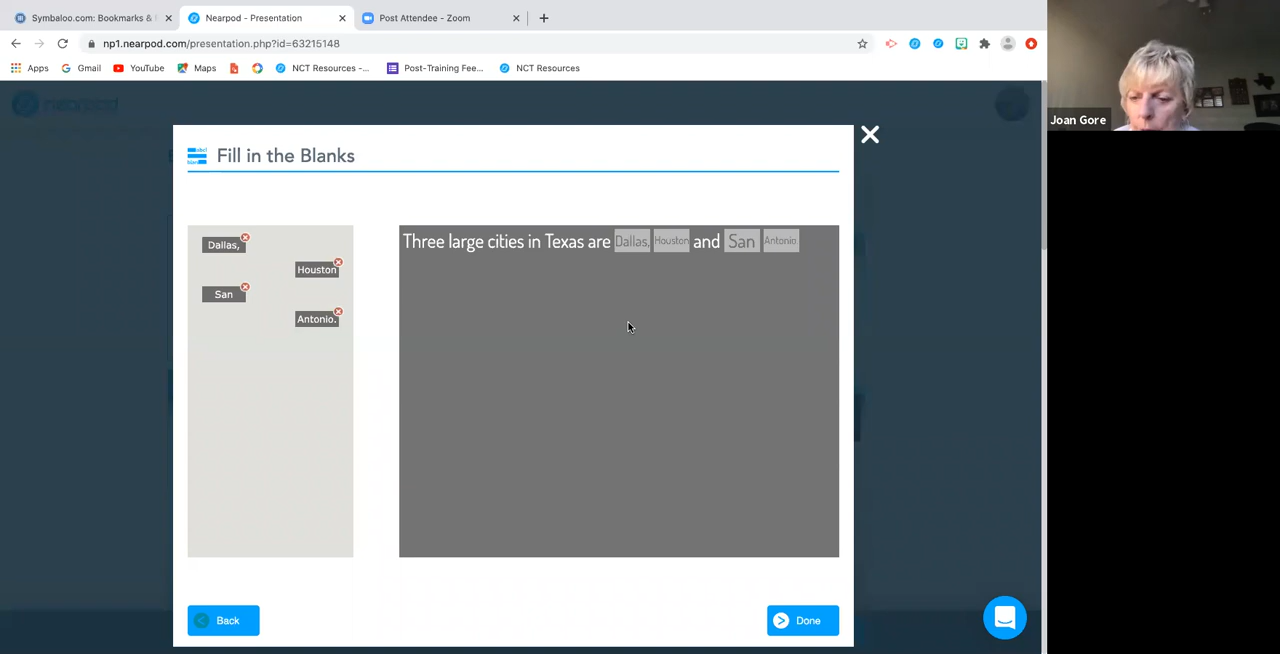 Symbaloo.com: Bookmarks &
Nearpod - Presentation
Post Attendee - Zoom
np1.nearpod.com/presentation.php?id=63215148
Apps
Gmail
YouTube
Maps
NCT Resources -...
Post-Training Fee...
NCT Resources
nearpod
Joan Gore
Fill in the Blanks
Dallas,
Houston
San
Antonio.
Three large cities in Texas are Dallas, Houston and San Antonio.
Back
Done